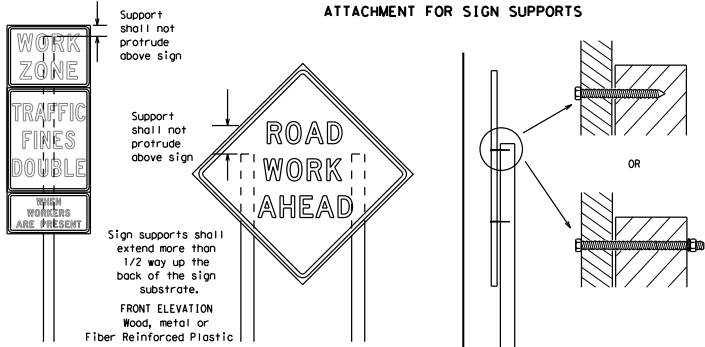 ATTACHMENT FOR SIGN SUPPORTS
Support
shall not
protrude
above sign
WORK
ZONE
TRAFFIC
FINES
DOUBLE
WHEN
WORKERS
ARE PRESENT
Support
shall not
protrude
above sign
ROAD
WORK
AHEAD
Sign supports shall
extend more than
1/2 way up the
back of the sign
substrate.
FRONT ELEVATION
Wood, metal or
Fiber Reinforced Plastic
OR